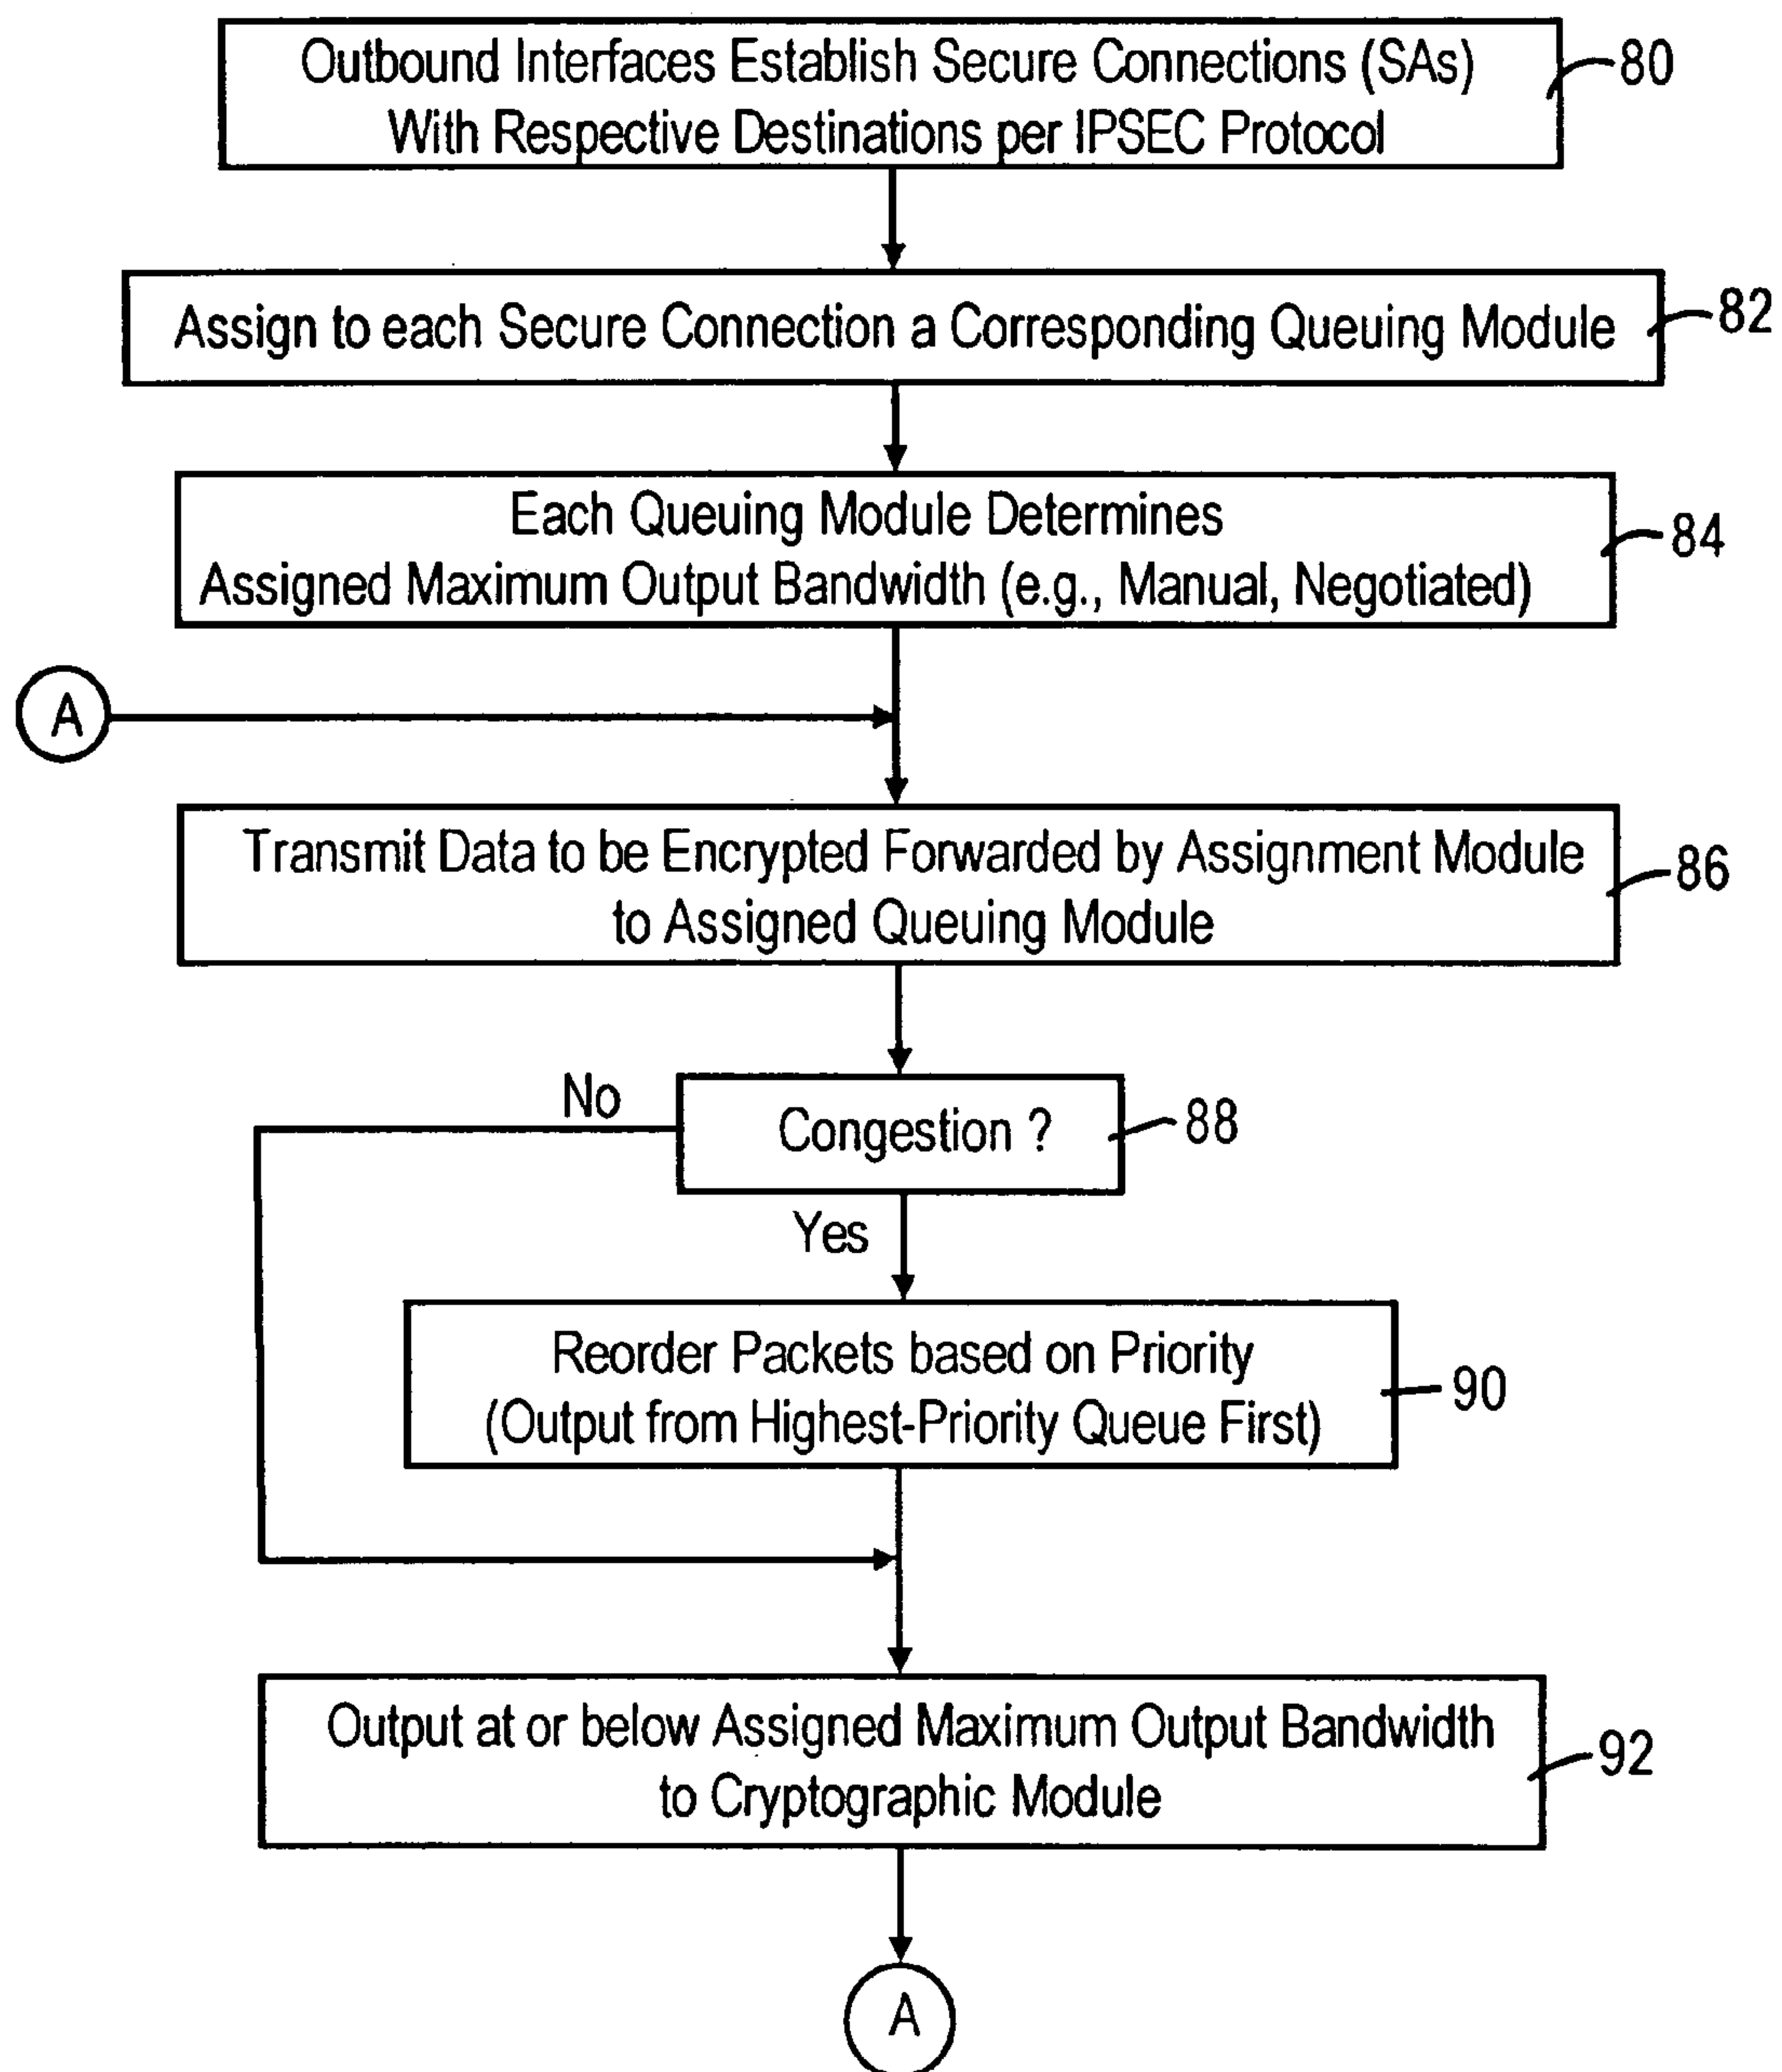 Outbound Interfaces Establish Secure Connections (SAs)
With Respective Destinations per IPSEC Protocol
80
Assign to each Secure Connection a Corresponding Queuing Module
82
Each Queuing Module Determines
Assigned Maximum Output Bandwidth (e.g., Manual, Negotiated)
84
A
Transmit Data to be Encrypted Forwarded by Assignment Module
to Assigned Queuing Module
86
No
Congestion ?
88
Yes
Reorder Packets based on Priority
(Output from Highest-Priority Queue First)
90
Output at or below Assigned Maximum Output Bandwidth
to Cryptographic Module
92
A